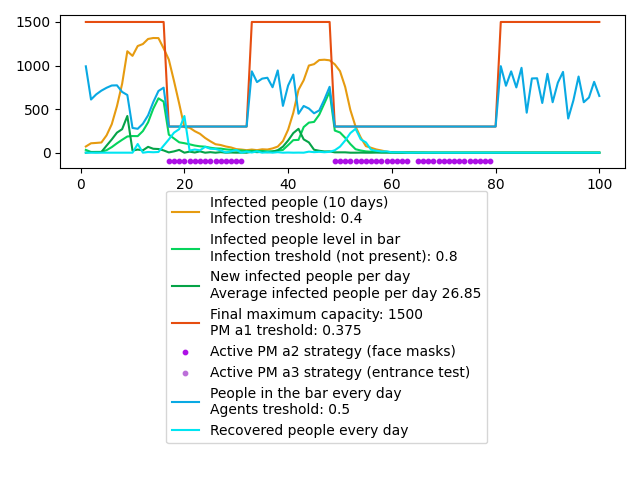 1500
1000
500
0
0 20 40 60 80 100
Infected people (10 days)
Infection treshold: 0.4
Infected people level in bar
Infection treshold (not present): 0.8
New infected people per day
Average infected people per day 26.85
Final maximum capacity: 1500
PM a1 treshold: 0.375
Active PM a2 strategy (face masks)
Active PM a3 strategy (entrance test)
People in the bar every day
Agents treshold: 0.5
Recovered people every day